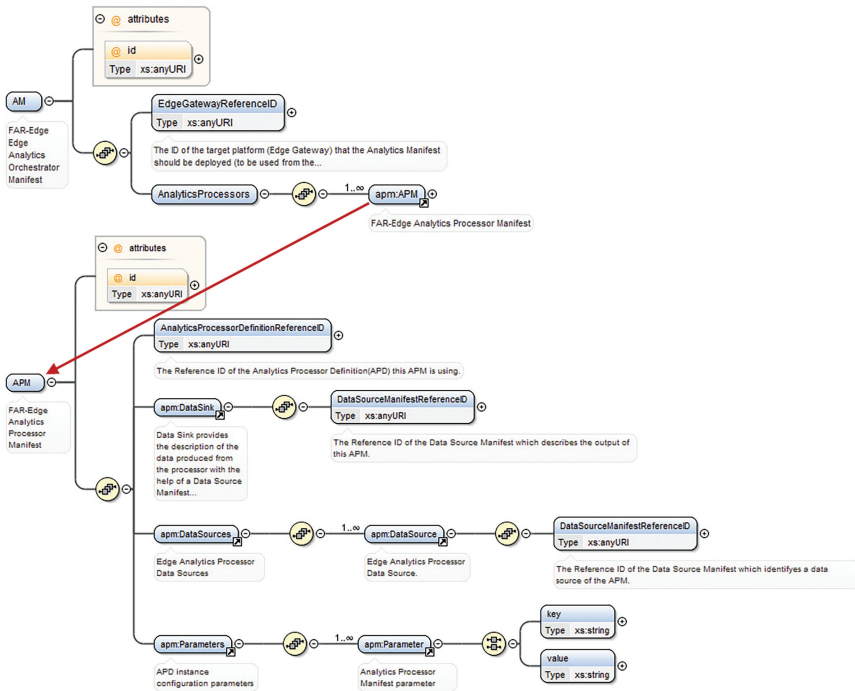 attributes
@ id
Type xs:anyURI
AM
FAR-Edge
Edge
Analytics
Orchestrator
Manifest
EdgeGatewayReferenceID
Type xs:anyURI
The ID of the target platform (Edge Gateway) that the Analytics Manifest
should be deployed (to be used from the...
AnalyticsProcessors
1..∞
apm:APM
FAR-Edge Analytics Processor Manifest
@ attributes
@ id
Type xs:anyURI
APM
FAR-Edge
Analytics
Processor
Manifest
AnalyticsProcessorDefinitionReferenceID
Type xs:anyURI
The Reference ID of the Analytics Processor Definition(APD) this APM is using.
apm:DataSink
Data Sink provides
the description of the
data produced from
the processor with the
help of a Data Source
Manifest...
DataSourceManifestReferenceID
Type xs:anyURI
The Reference ID of the Data Source Manifest which describes the output of
this APM.
apm:DataSources
Edge Analytics Processor
Data Sources
1..∞
apm:DataSource
Edge Analytics Processor
Data Source.
DataSourceManifestReferenceID
Type xs:anyURI
The Reference ID of the Data Source Manifest which identifyes a data
source of the APM.
apm:Parameters
APD instance
configuration parameters
1..∞
apm:Parameter
Analytics Processor
Manifest parameter
key
Type xs:string
value
Type xs:string